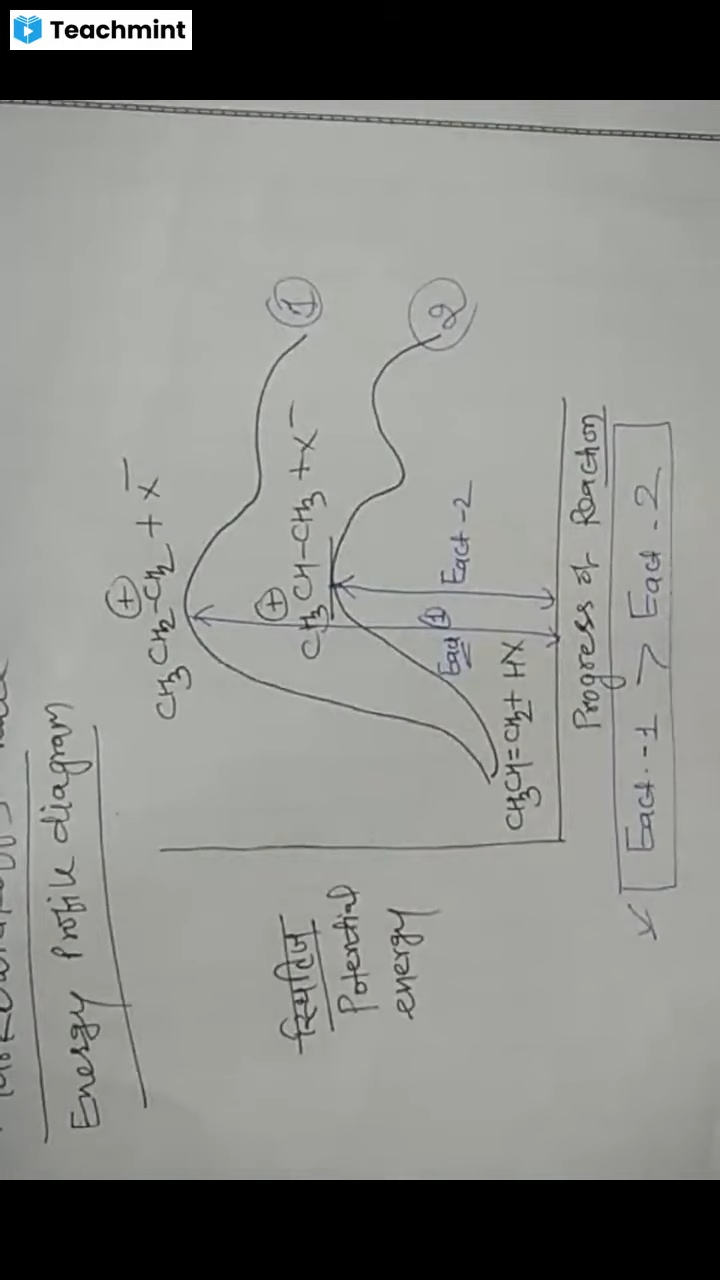 Teachmint
Energy Profile diagram
CH3CH2-CH2 + X-
+
1
CH3CH-CH3 + X-
+
2
Eact-2
Eact 1
CH3CH=CH2+ HX
Potential
energy
Progress of Reaction
Eact.-1 > Eact.-2